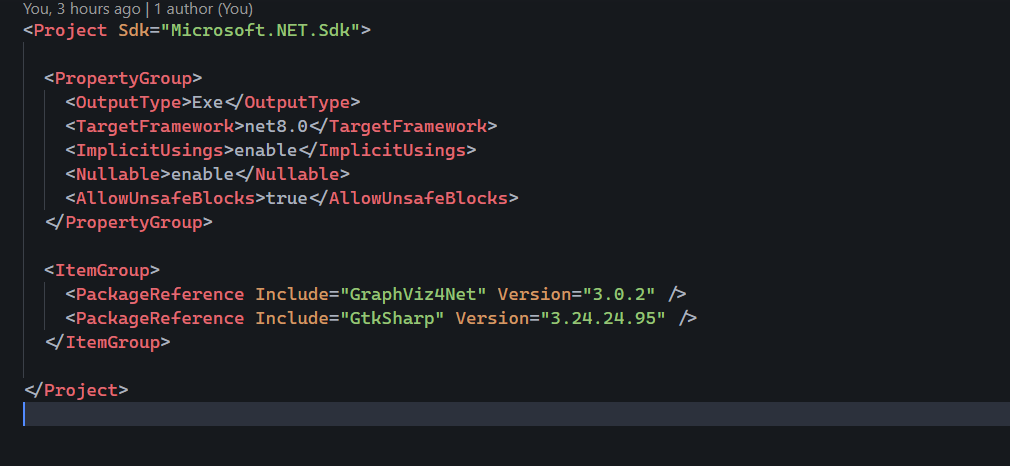 You, 3 hours ago | 1 author (You)
<Project Sdk="Microsoft.NET.Sdk">
<PropertyGroup>
<OutputType>Exe</OutputType>
<TargetFramework>net8.0</TargetFramework>
<ImplicitUsings>enable</ImplicitUsings>
<Nullable>enable</Nullable>
<AllowUnsafeBlocks>true</AllowUnsafeBlocks>
</PropertyGroup>
<ItemGroup>
<PackageReference Include="GraphViz4Net" Version="3.0.2" />
<PackageReference Include="GtkSharp" Version="3.24.24.95" />
</ItemGroup>
</Project>